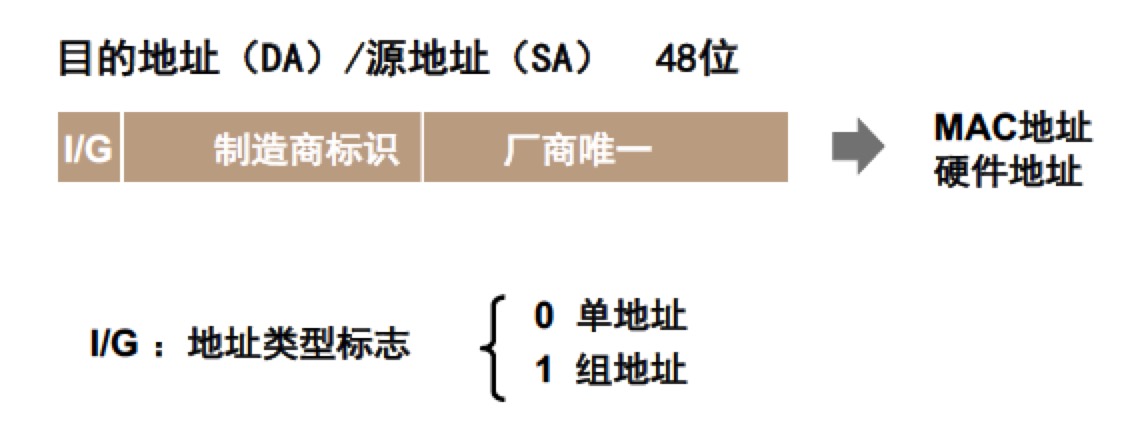 目的地址（DA）/源地址（SA） 48位
I/G 制造商标识 厂商唯一
MAC地址
硬件地址
I/G ：地址类型标志
0 单地址
1 组地址